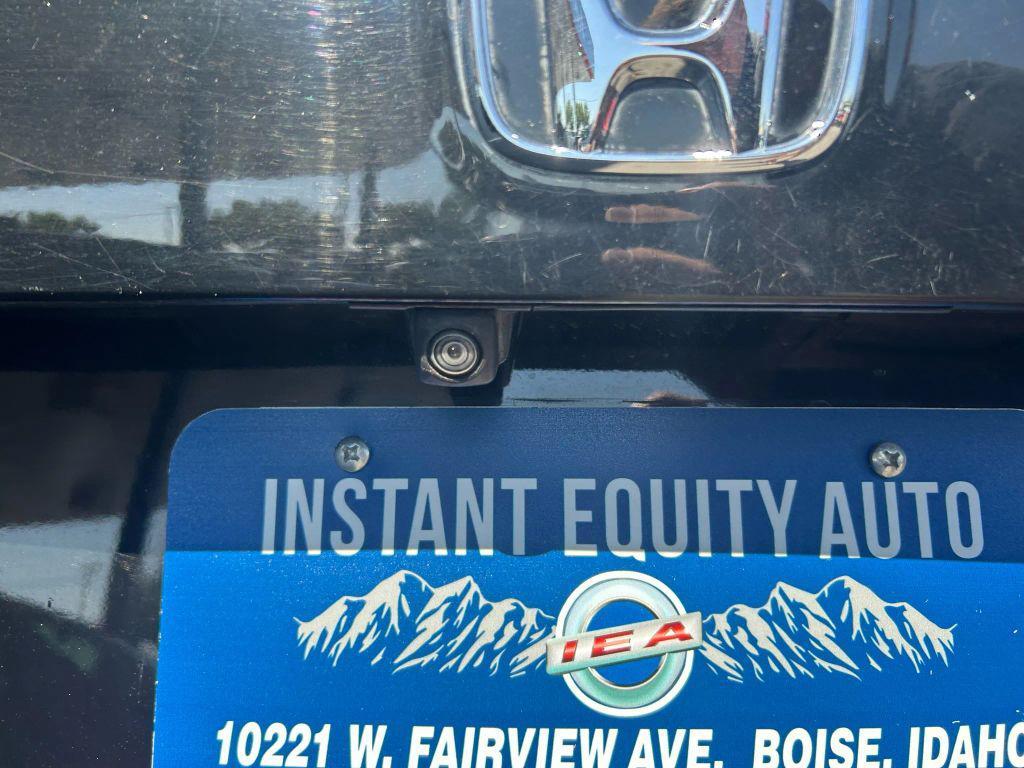 INSTANT EQUITY AUTO
IEA
10221 W. FAIRVIEW AVE. BOISE, IDAHO